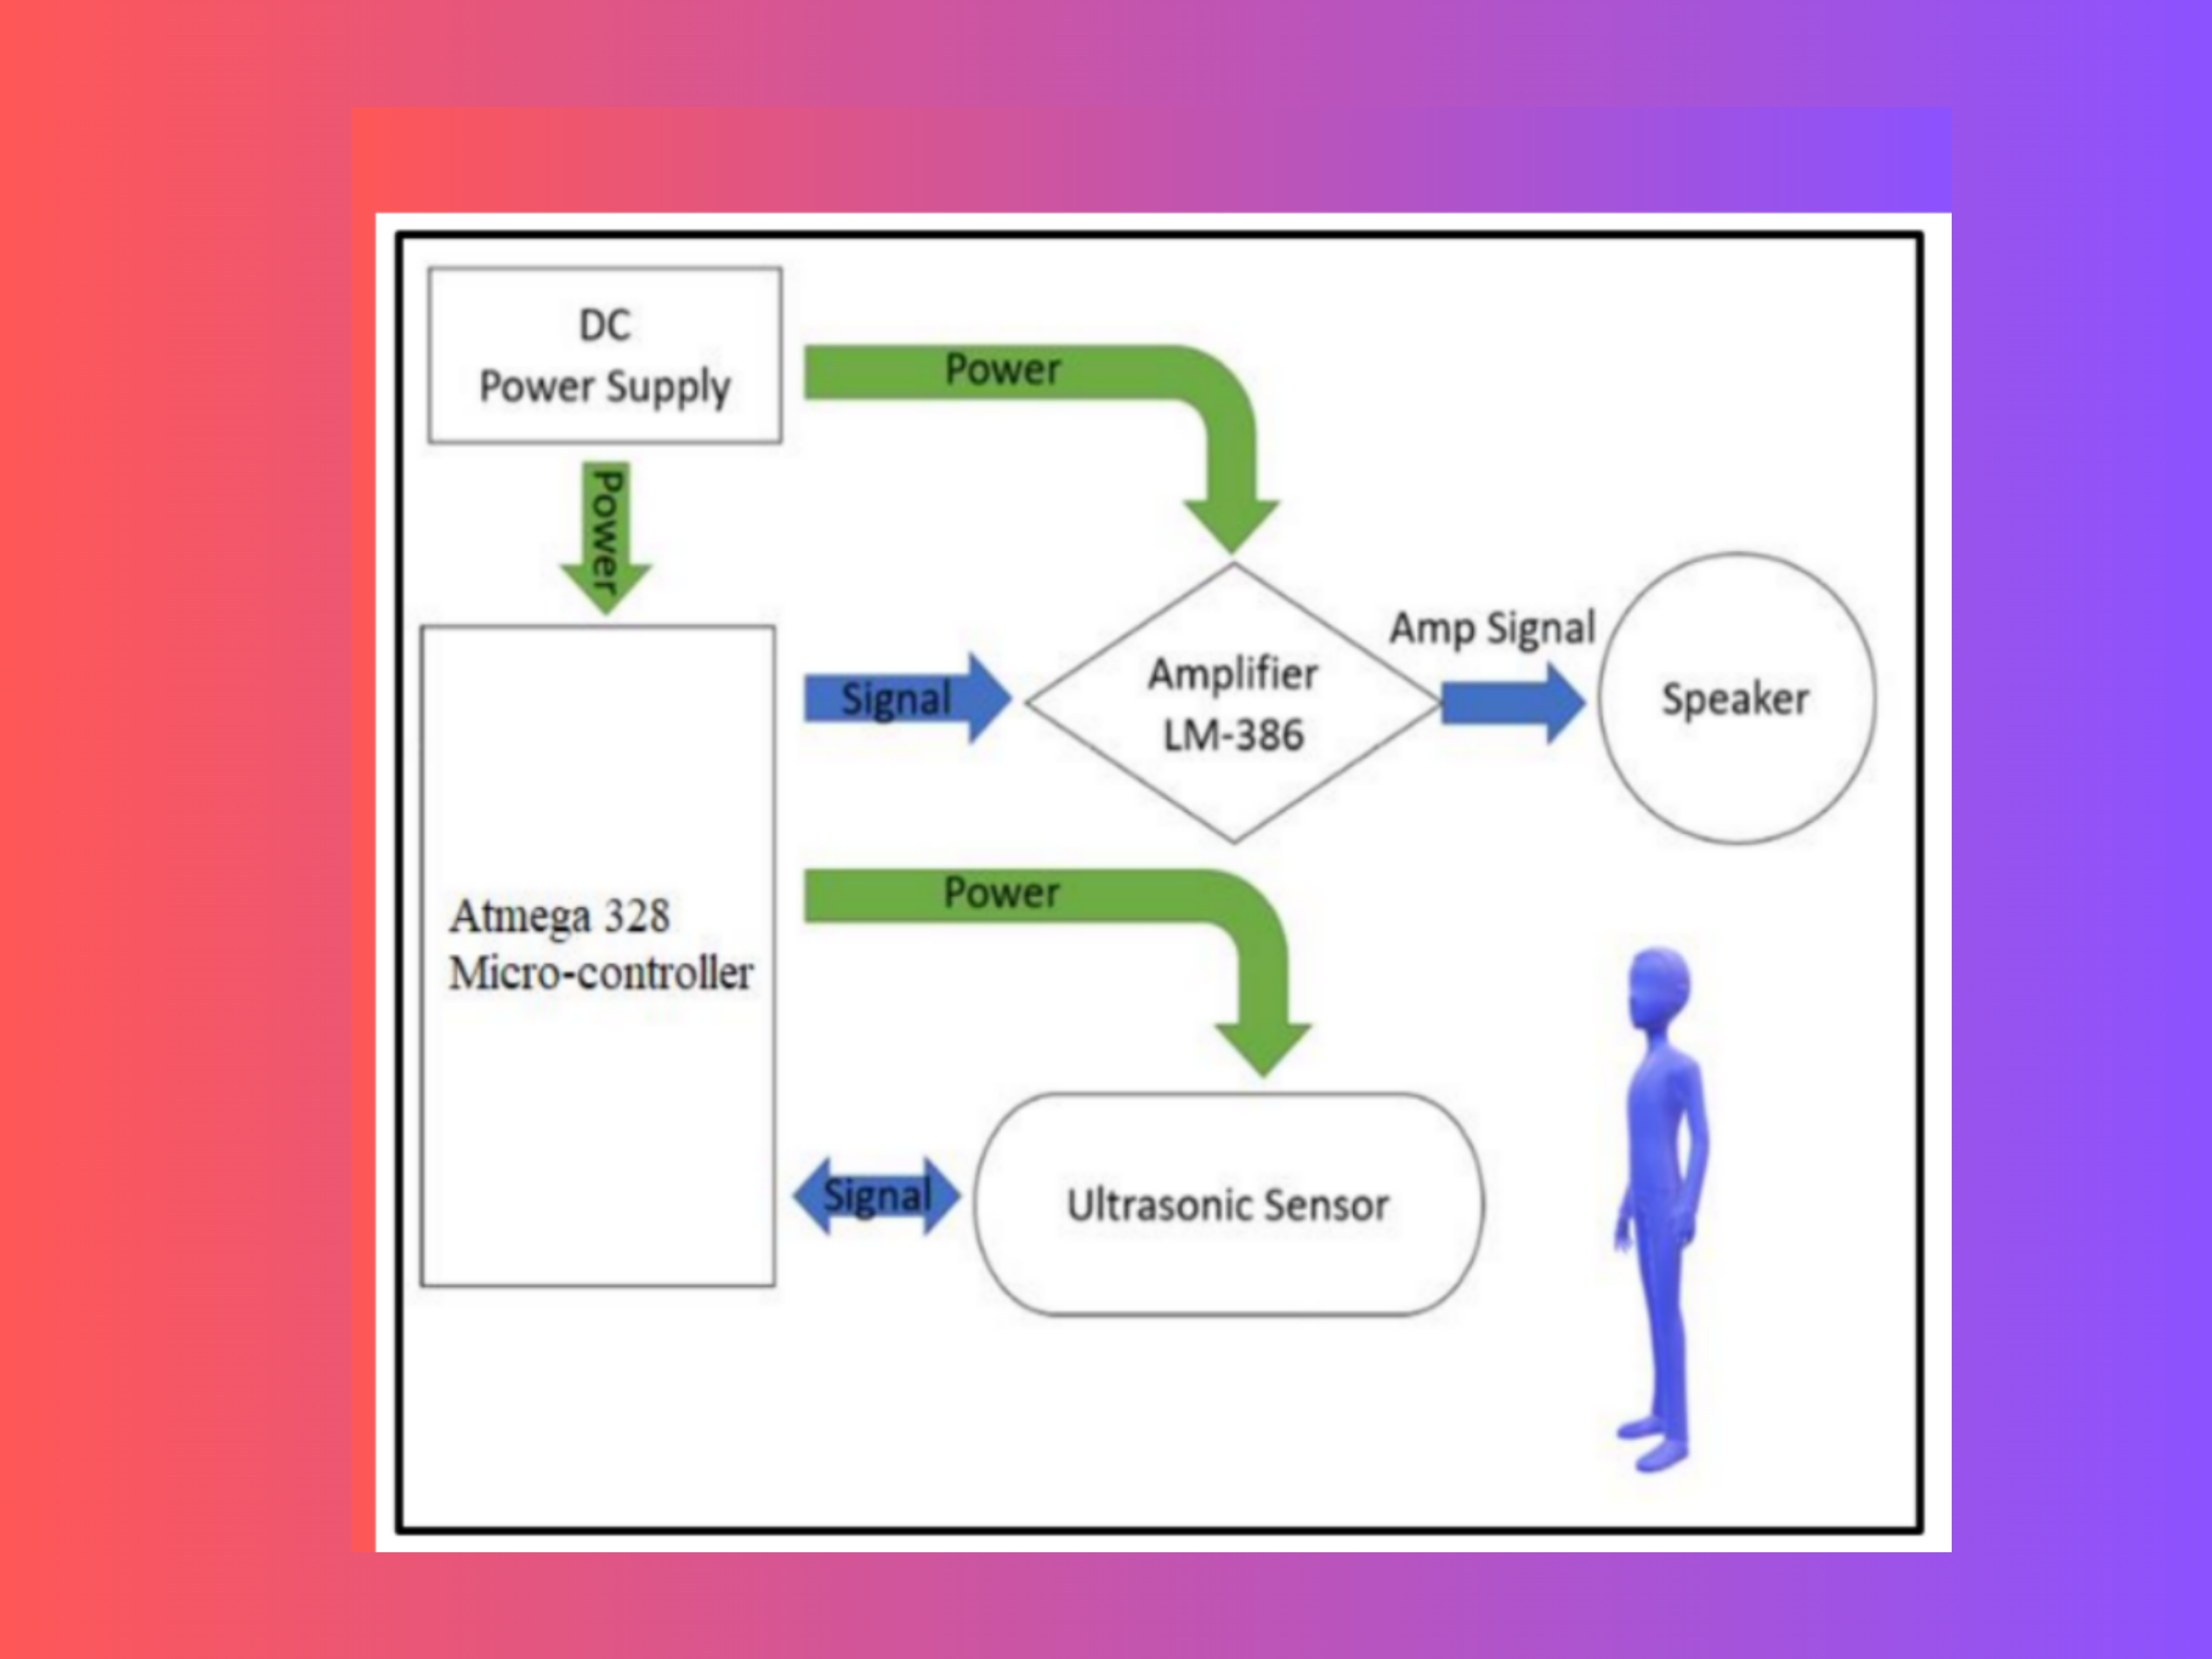 DC
Power Supply
Power
Power
Signal
Amplifier
LM-386
Amp Signal
Speaker
Atmega 328
Micro-controller
Power
Signal
Ultrasonic Sensor